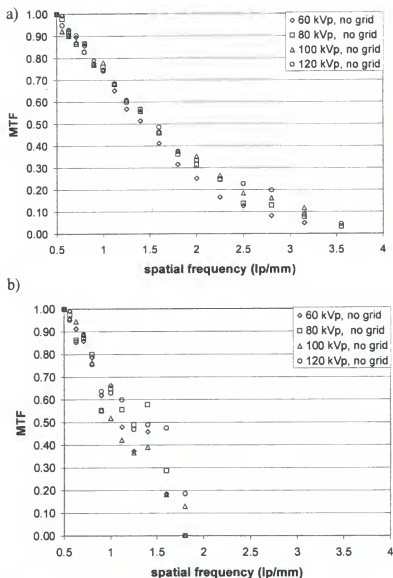 a)
1.00
0.90
0.80
0.70
0.60
0.50
0.40
0.30
0.20
0.10
0.00
MTF
60 kVp, no grid
80 kVp, no grid
100 kVp, no grid
120 kVp, no grid
0.5 1 1.5 2 2.5 3 3.5 4
spatial frequency (lp/mm)
b)
1.00
0.90
0.80
0.70
0.60
0.50
0.40
0.30
0.20
0.10
0.00
MTF
60 kVp, no grid
80 kVp, no grid
100 kVp, no grid
120 kVp, no grid
0.5 1 1.5 2 2.5 3 3.5 4
spatial frequency (lp/mm)